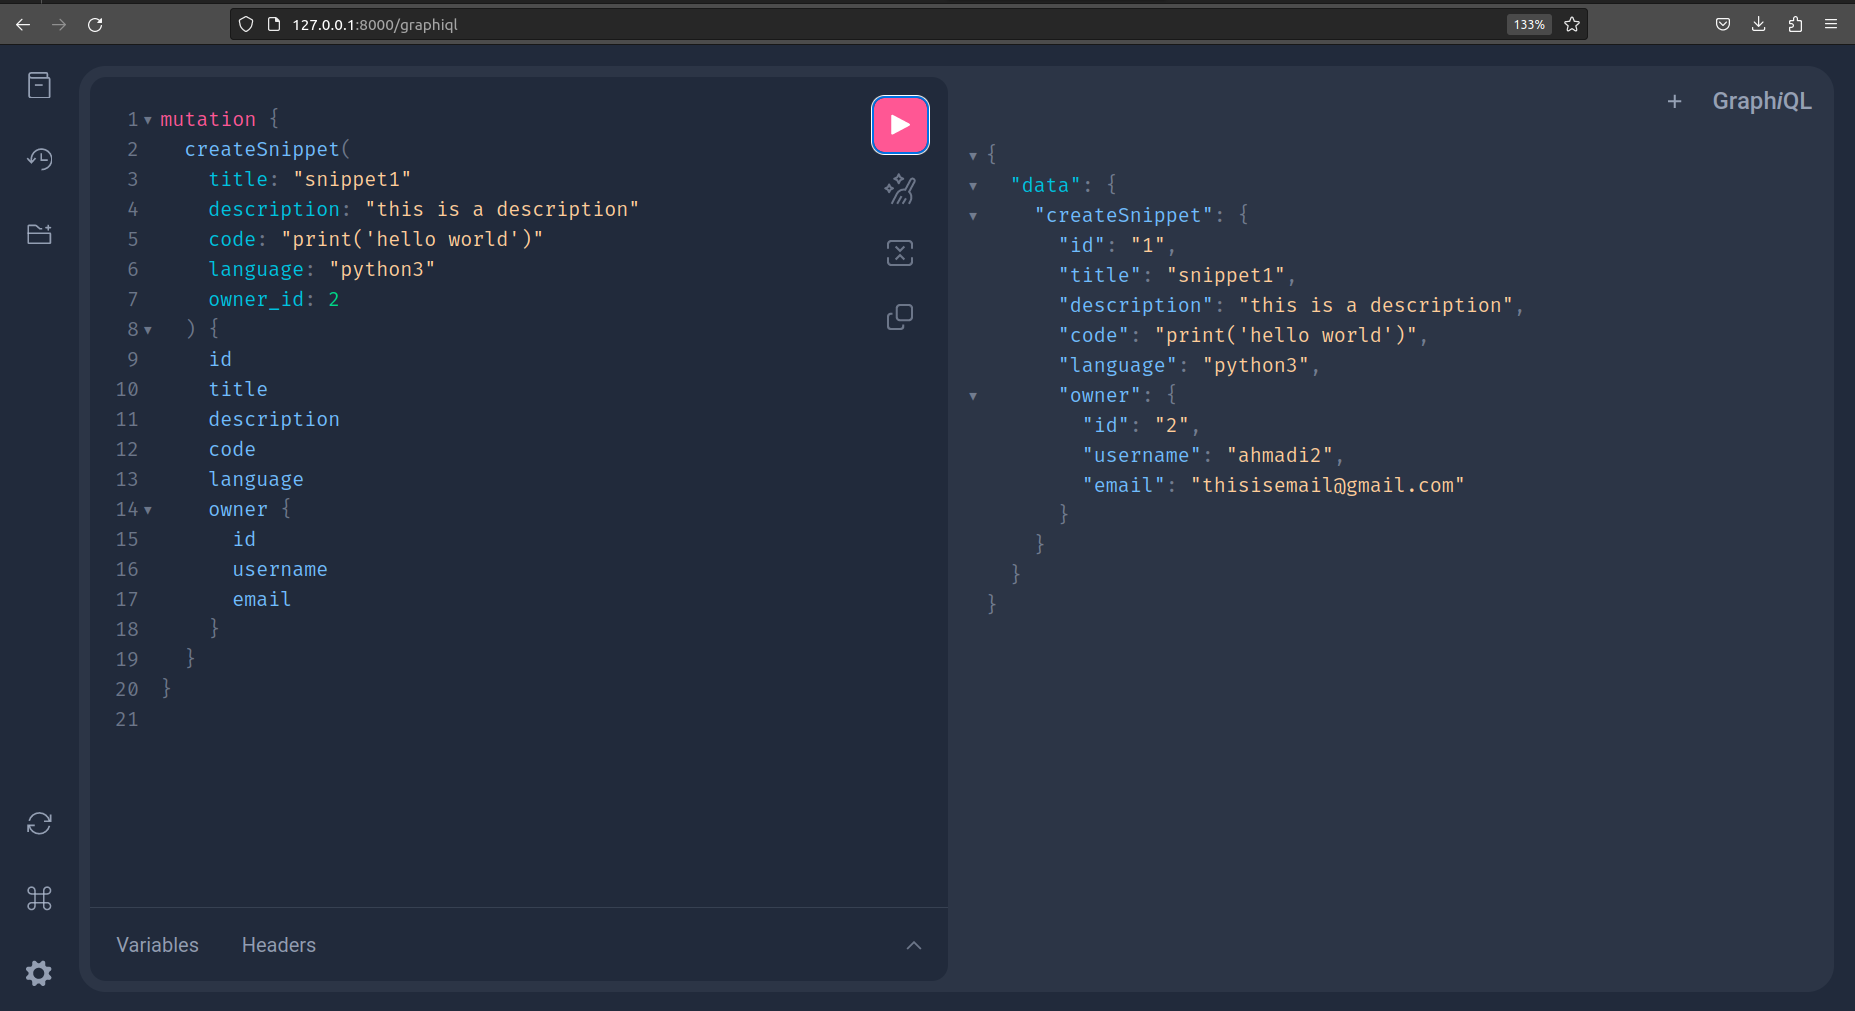 127.0.0.1:8000/graphiql
133%
1 mutation {
2 createSnippet(
3 title: "snippet1"
4 description: "this is a description"
5 code: "print('hello world')"
6 language: "python3"
7 owner_id: 2
8 ) {
9 id
10 title
11 description
12 code
13 language
14 owner {
15 id
16 username
17 email
18 }
19 }
20 }
21
Variables Headers
+ GraphiQL
{
"data": {
"createSnippet": {
"id": "1",
"title": "snippet1",
"description": "this is a description",
"code": "print('hello world')",
"language": "python3",
"owner": {
"id": "2",
"username": "ahmadi2",
"email": "thisisemail@gmail.com"
}
}
}
}